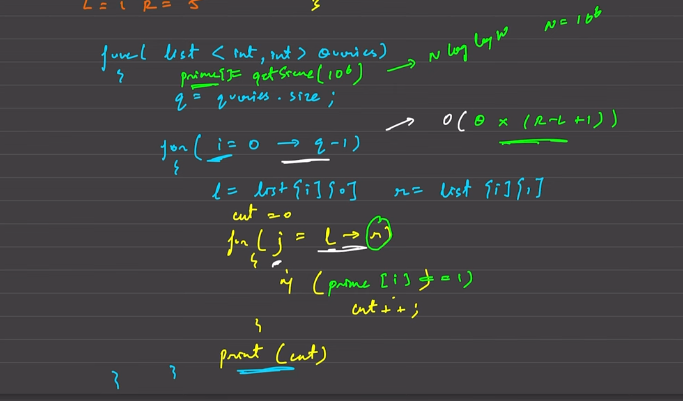 L = 1 R = 5 }
func( list <int, int> Queries)
{ prime[] = getSieve(10^6) → N log log N N = 10^6
q = queries.size;
for( i = 0 → q-1) → O( Q × (R-L+1))
{
l = list[i][0] r = list[i][1]
cnt = 0
for( j = l → r)
{
if (prime [i] == 1)
cnt++;
}
print (cnt)
} }